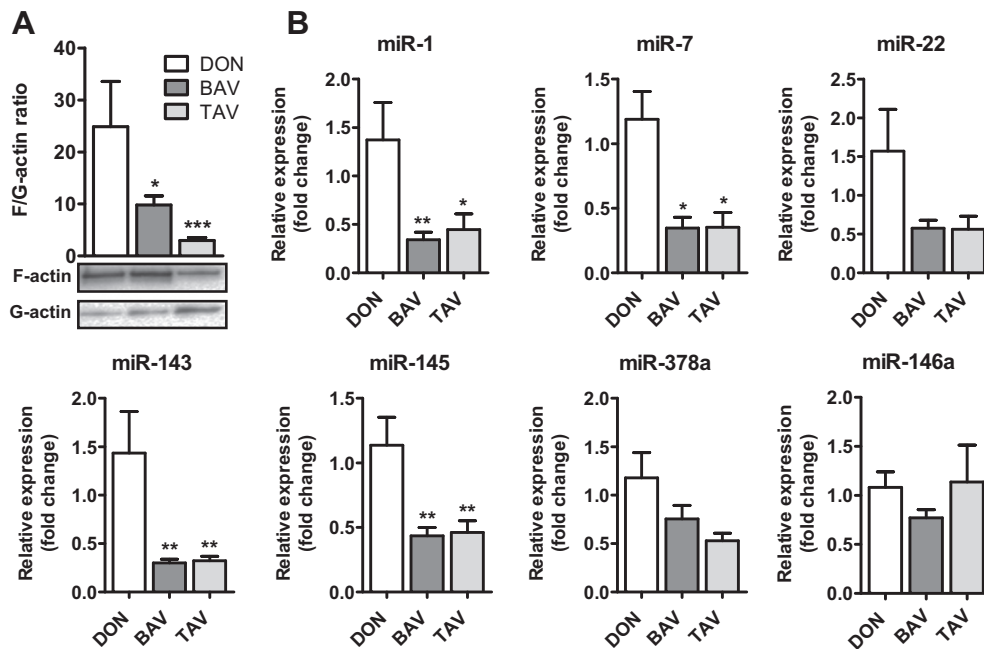 A
F/G-actin ratio
40
30
20
10
0
DON
BAV
TAV
*
***
F-actin
G-actin
B
miR-1
Relative expression
(fold change)
2.0
1.5
1.0
0.5
0.0
**
*
DON
BAV
TAV
miR-7
Relative expression
(fold change)
1.5
1.0
0.5
0.0
*
*
DON
BAV
TAV
miR-22
Relative expression
(fold change)
2.5
2.0
1.5
1.0
0.5
0.0
DON
BAV
TAV
miR-143
Relative expression
(fold change)
2.0
1.5
1.0
0.5
0.0
**
**
DON
BAV
TAV
miR-145
Relative expression
(fold change)
1.5
1.0
0.5
0.0
**
**
DON
BAV
TAV
miR-378a
Relative expression
(fold change)
2.0
1.5
1.0
0.5
0.0
DON
BAV
TAV
miR-146a
Relative expression
(fold change)
2.0
1.5
1.0
0.5
0.0
DON
BAV
TAV